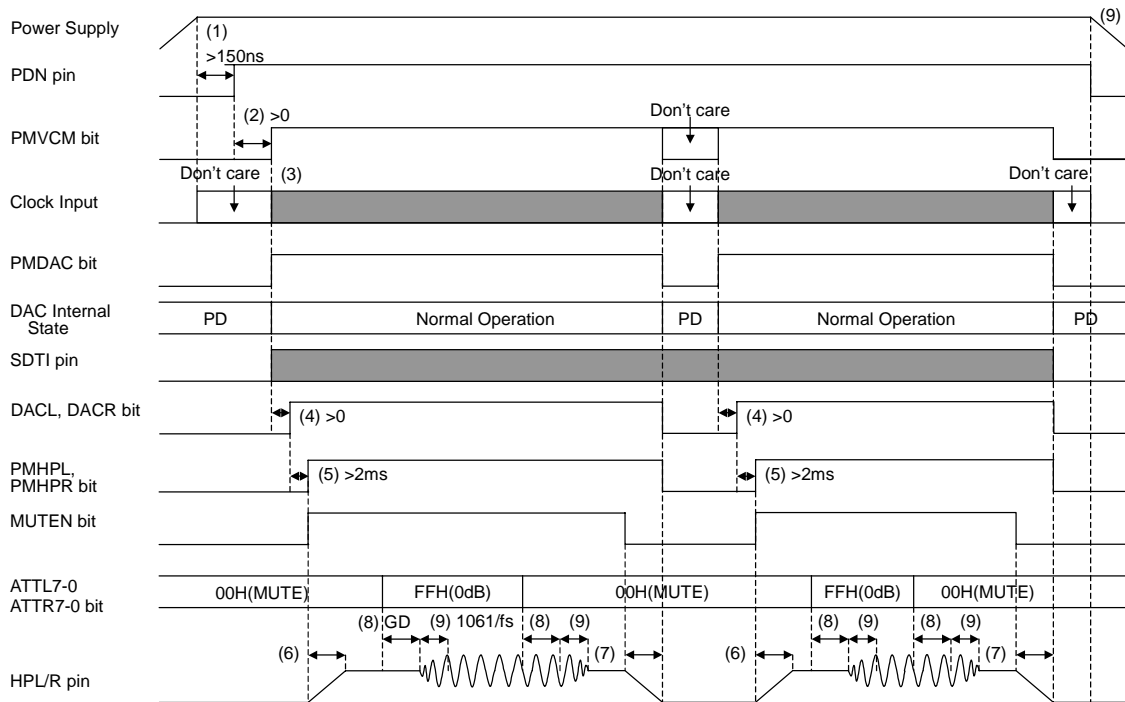 Power Supply (1) (9)
>150ns
PDN pin
(2) >0 Don't care
PMVCM bit
Don't care (3) Don't care Don't care
Clock Input
PMDAC bit
DAC Internal
State
PD Normal Operation PD Normal Operation PD
SDTI pin
DACL, DACR bit (4) >0 (4) >0
PMHPL,
PMHPR bit
(5) >2ms (5) >2ms
MUTEN bit
ATTL7-0
ATTR7-0 bit
00H(MUTE) FFH(0dB) 00H(MUTE) FFH(0dB) 00H(MUTE)
(8) GD (9) 1061/fs (8) (9) (8) (9) (8) (9)
(6) (7) (6) (7)
HPL/R pin